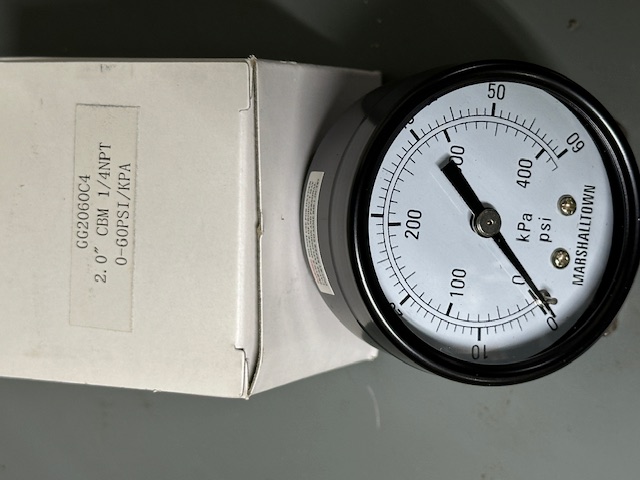 GG2060C4
2.0" CBM 1/4NPT
0-60PSI/KPA
0
10
50
60
0
100
200
400
kPa
psi
MARSHALLTOWN